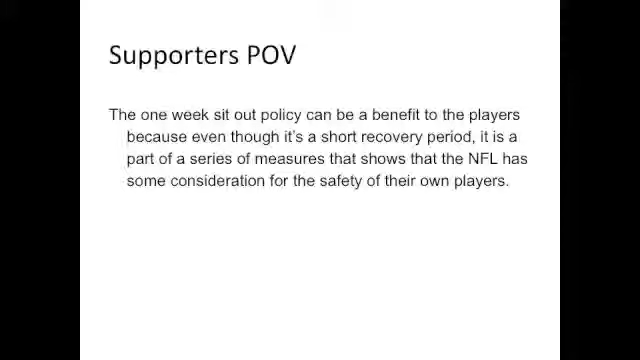 Supporters POV
The one week sit out policy can be a benefit to the players
because even though it's a short recovery period, it is a
part of a series of measures that shows that the NFL has
some consideration for the safety of their own players.